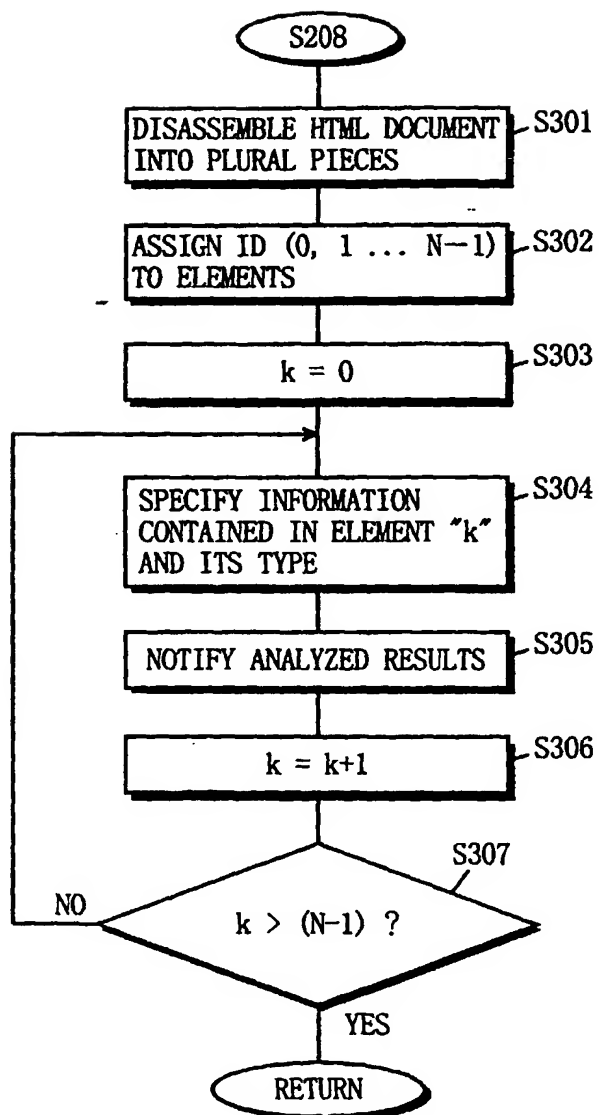 S208
DISASSEMBLE HTML DOCUMENT
INTO PLURAL PIECES
S301
ASSIGN ID (0, 1 ... N-1)
TO ELEMENTS
S302
k = 0
S303
SPECIFY INFORMATION
CONTAINED IN ELEMENT "k"
AND ITS TYPE
S304
NOTIFY ANALYZED RESULTS
S305
k = k+1
S306
S307
NO
k > (N-1) ?
YES
RETURN